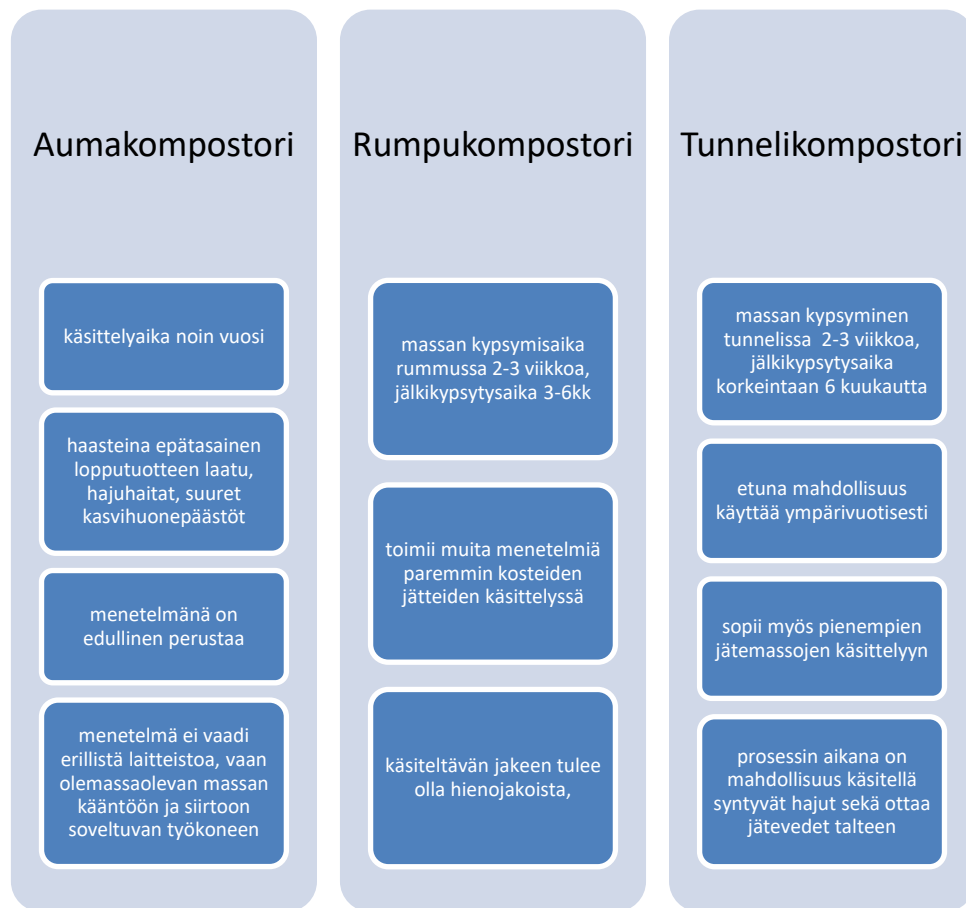 Aumakompostori
käsittelyaika noin vuosi
haasteina epätasainen
lopputuotteen laatu,
hajuhaitat, suuret
kasvihuonepäästöt
menetelmänä on
edullinen perustaa
menetelmä ei vaadi
erillistä laitteistoa, vaan
olemassaolevan massan
kääntöön ja siirtoon
soveltuvan työkoneen
Rumpukompostori
massan kypsymisaika
rummussa 2-3 viikkoa,
jälkikypsytysaika 3-6kk
toimii muita menetelmiä
paremmin kosteiden
jätteiden käsittelyssä
käsiteltävän jakeen tulee
olla hienojakoista,
Tunnelikompostori
massan kypsyminen
tunnelissa 2-3 viikkoa,
jälkikypsytysaika
korkeintaan 6 kuukautta
etuna mahdollisuus
käyttää ympärivuotisesti
sopii myös pienempien
jätemassojen käsittelyyn
prosessin aikana on
mahdollisuus käsitellä
syntyvät hajut sekä ottaa
jätevedet talteen